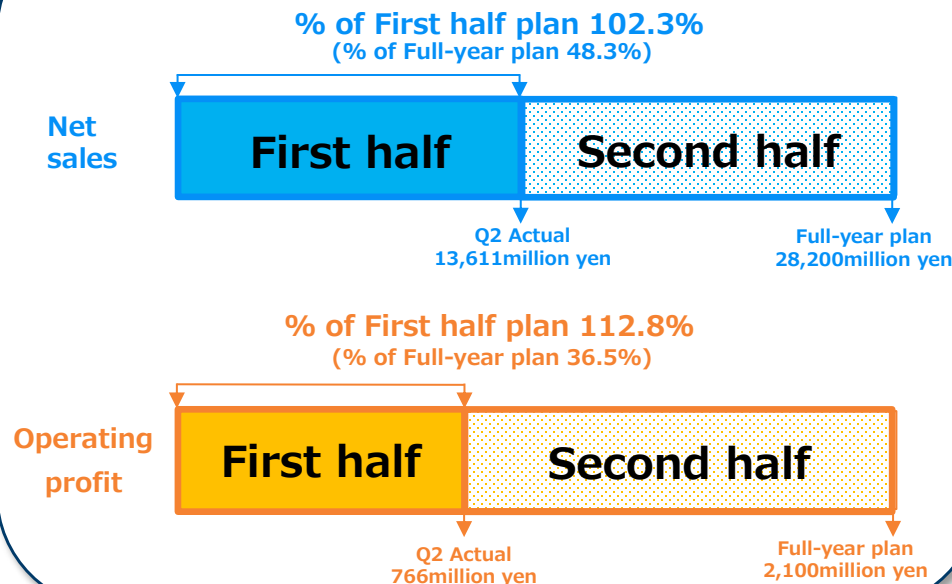 % of First half plan 102.3%
(% of Full-year plan 48.3%)
Net
sales
First half
Second half
Q2 Actual
13,611million yen
Full-year plan
28,200million yen
% of First half plan 112.8%
(% of Full-year plan 36.5%)
Operating
profit
First half
Second half
Q2 Actual
766million yen
Full-year plan
2,100million yen